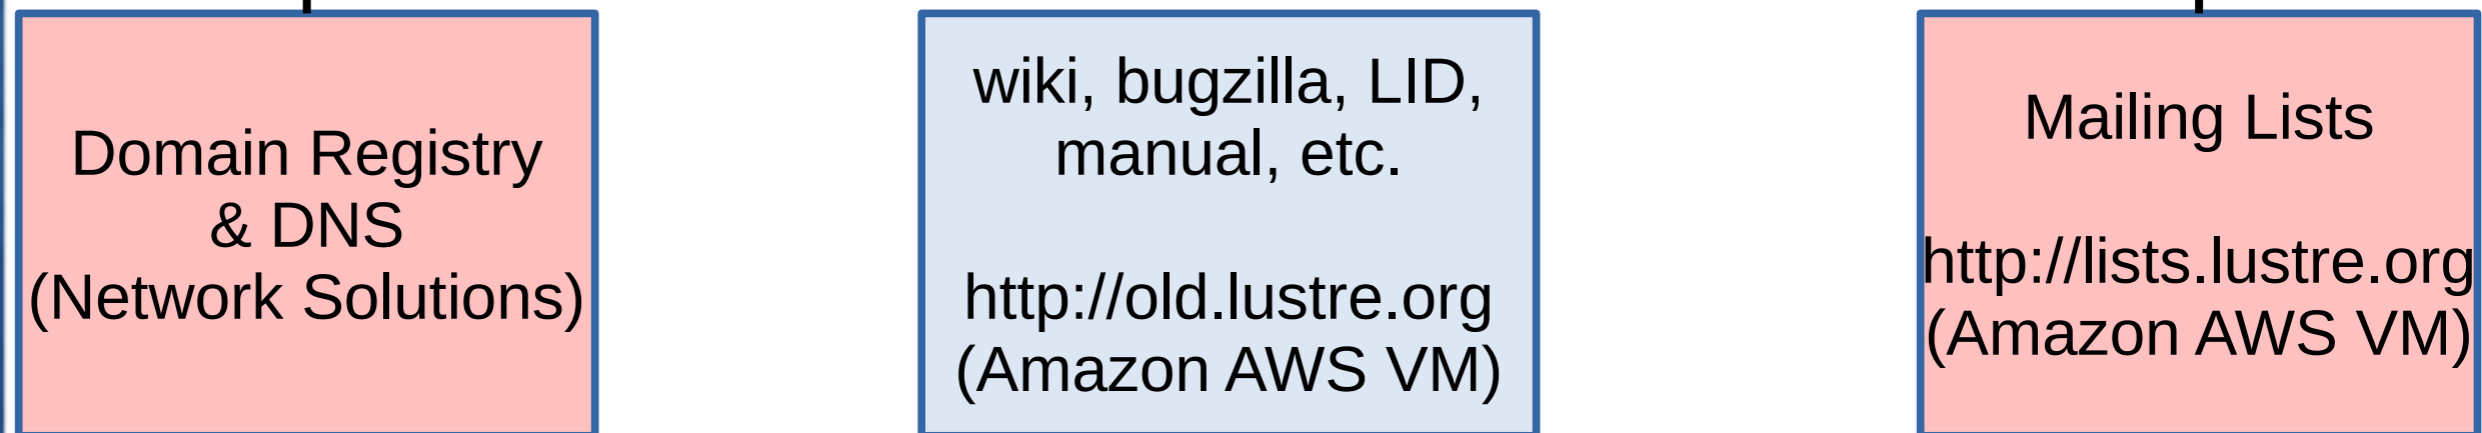 Domain Registry
& DNS
(Network Solutions)
wiki, bugzilla, LID,
manual, etc.
http://old.lustre.org
(Amazon AWS VM)
Mailing Lists
http://lists.lustre.org
(Amazon AWS VM)